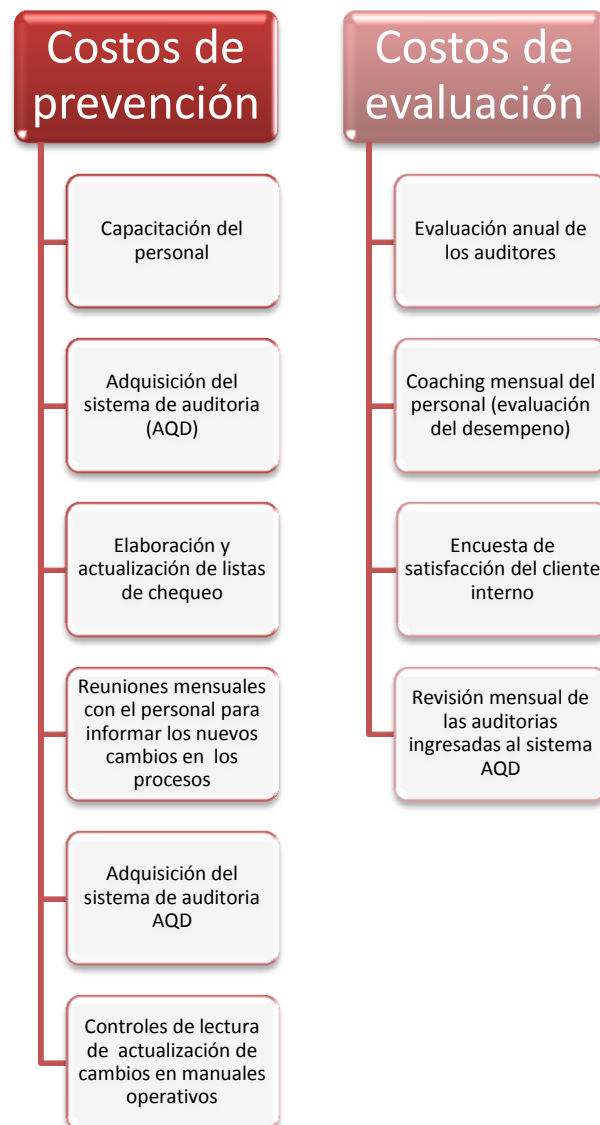 Costos de
prevención
Capacitación del
personal
Adquisición del
sistema de auditoria
(AQD)
Elaboración y
actualización de listas
de chequeo
Reuniones mensuales
con el personal para
informar los nuevos
cambios en los
procesos
Adquisición del
sistema de auditoria
AQD
Controles de lectura
de actualización de
cambios en manuales
operativos
Costos de
evaluación
Evaluación anual de
los auditores
Coaching mensual del
personal (evaluación
del desempeno)
Encuesta de
satisfacción del cliente
interno
Revisión mensual de
las auditorias
ingresadas al sistema
AQD